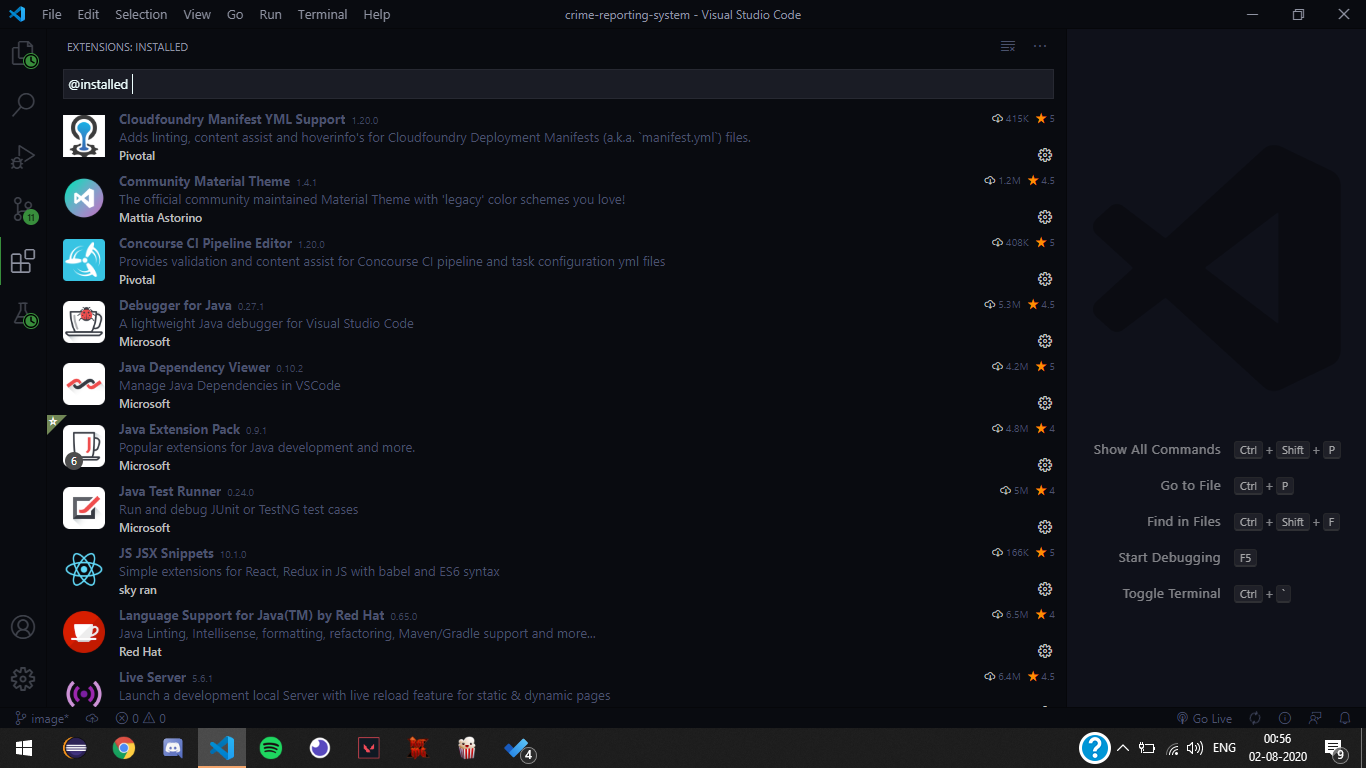 File Edit Selection View Go Run Terminal Help crime-reporting-system - Visual Studio Code
EXTENSIONS: INSTALLED
@installed
Cloudfoundry Manifest YML Support 1.20.0 415K 5
Adds linting, content assist and hoverinfo's for Cloudfoundry Deployment Manifests (a.k.a. `manifest.yml`) files.
Pivotal
Community Material Theme 1.4.1 1.2M 4.5
The official community maintained Material Theme with 'legacy' color schemes you love!
Mattia Astorino
Concourse CI Pipeline Editor 1.20.0 408K 5
Provides validation and content assist for Concourse CI pipeline and task configuration yml files
Pivotal
Debugger for Java 0.27.1 5.3M 4.5
A lightweight Java debugger for Visual Studio Code
Microsoft
Java Dependency Viewer 0.10.2 4.2M 5
Manage Java Dependencies in VSCode
Microsoft
Java Extension Pack 0.9.1 4.8M 4
Popular extensions for Java development and more.
6
Microsoft
Java Test Runner 0.24.0 5M 4
Run and debug JUnit or TestNG test cases
Microsoft
JS JSX Snippets 10.1.0 166K 5
Simple extensions for React, Redux in JS with babel and ES6 syntax
sky ran
Language Support for Java(TM) by Red Hat 0.65.0 6.5M 4
Java Linting, Intellisense, formatting, refactoring, Maven/Gradle support and more...
Red Hat
Live Server 5.6.1 6.4M 4.5
Launch a development local Server with live reload feature for static & dynamic pages
11
Show All Commands Ctrl + Shift + P
Go to File Ctrl + P
Find in Files Ctrl + Shift + F
Start Debugging F5
Toggle Terminal Ctrl + `
image* 0 0 Go Live
4 ENG 00:56
02-08-2020 9